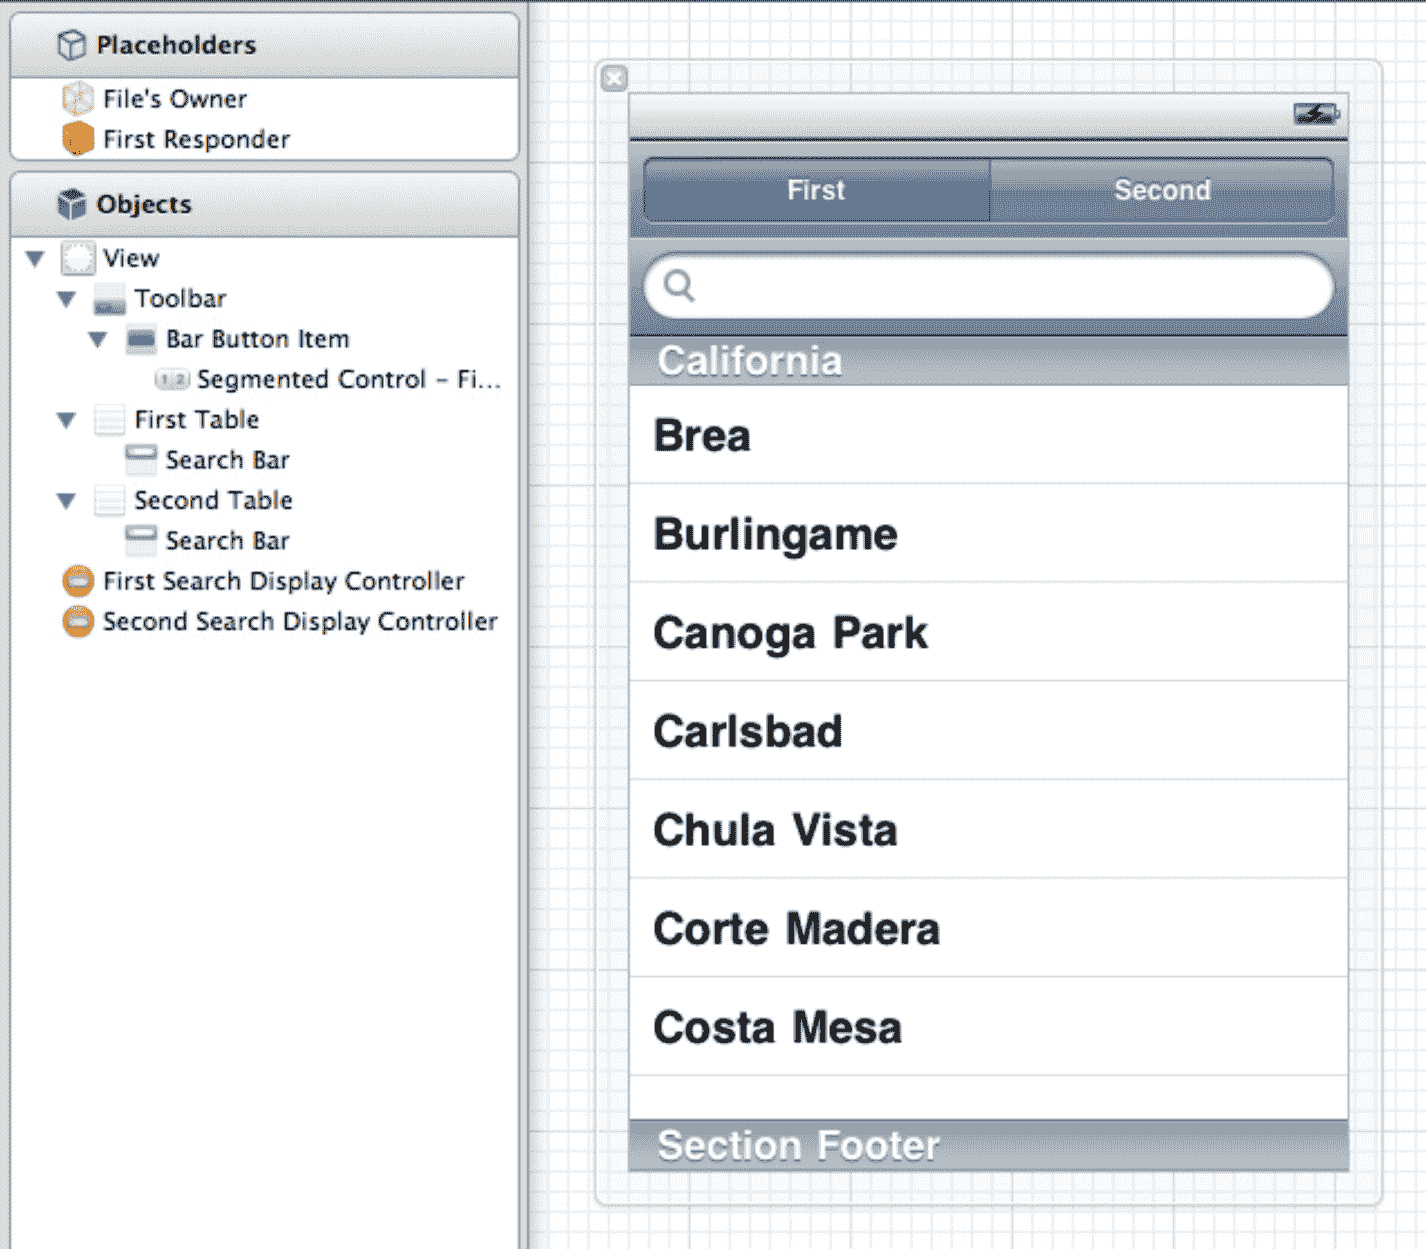 Placeholders
File's Owner
First Responder
Objects
View
Toolbar
Bar Button Item
Segmented Control - Fi...
First Table
Search Bar
Second Table
Search Bar
First Search Display Controller
Second Search Display Controller
First Second
California
Brea
Burlingame
Canoga Park
Carlsbad
Chula Vista
Corte Madera
Costa Mesa
Section Footer